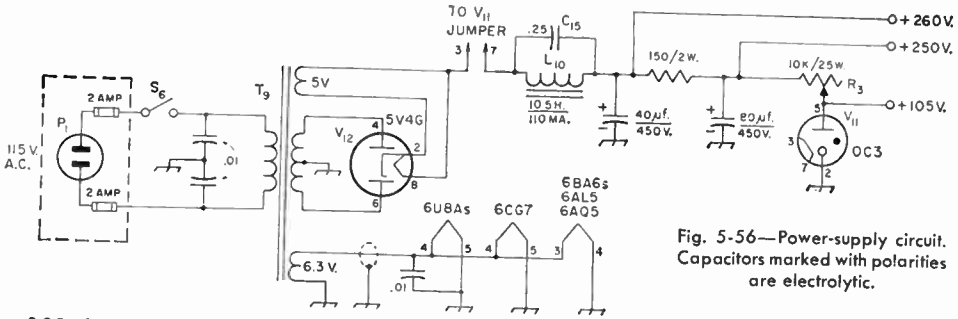 TO V11
JUMPER
3 7
.25 C15
L10
10.5H.
110 MA.
+260V.
+250V.
150/2W.
10K/25W.
R3
+105V.
40µf.
450V.
80µf.
450V.
5 V11
3
7
2
OC3
2 AMP
S6
T9
5V
P1
115 V.
A.C.
.01
2 AMP
V12
5V4G
4
2
8
6
6.3 V.
.01
6U8As
4 5
6CG7
4 5
6BA6s
6AL5
6AQ5
3 4
Fig. 5-56—Power-supply circuit.
Capacitors marked with polarities
are electrolytic.